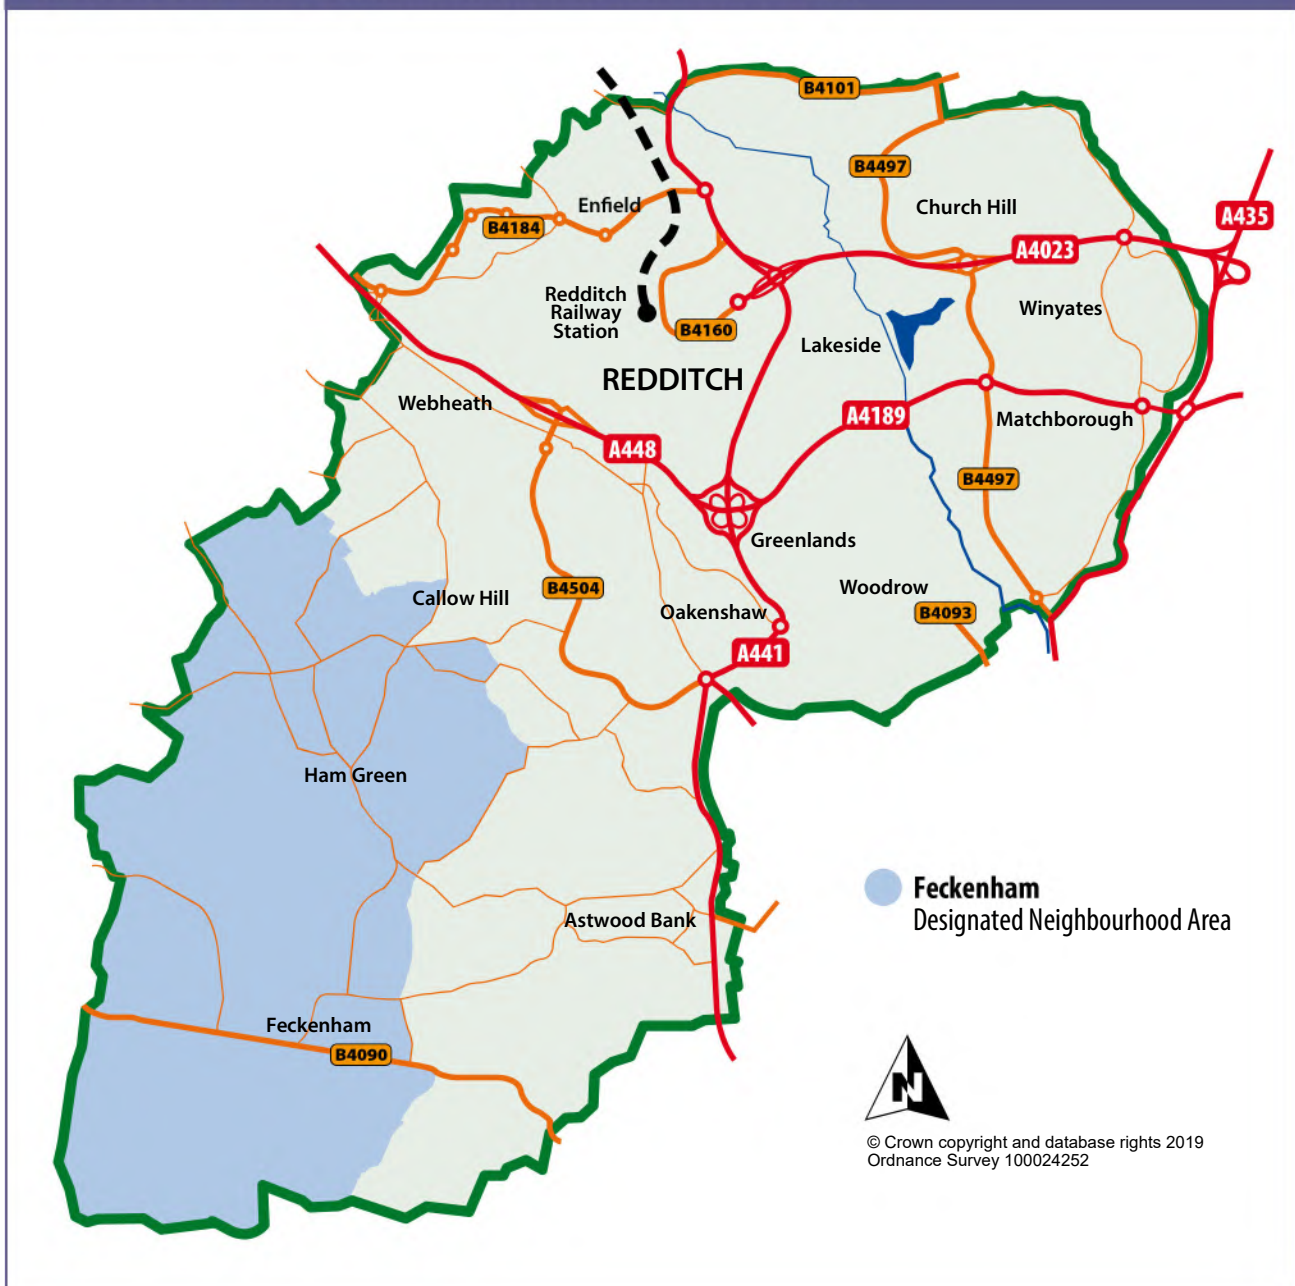 B4101
B4497
Church Hill
A435
Enfield
B4184
A4023
Redditch
Railway
Station
Winyates
B4160
Lakeside
REDDITCH
Webheath
A4189
Matchborough
A448
B4497
Greenlands
B4504
Callow Hill
Woodrow
Oakenshaw
B4093
A441
Ham Green
Feckenham
Designated Neighbourhood Area
Astwood Bank
Feckenham
B4090
N
© Crown copyright and database rights 2019
Ordnance Survey 100024252